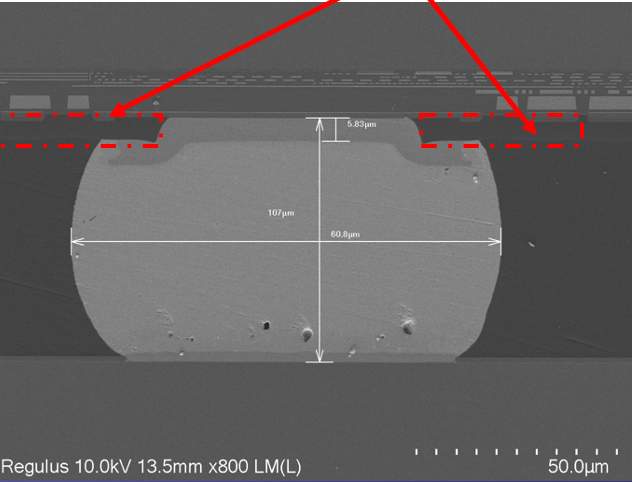 5.83µm
107µm
60.8µm
Regulus 10.0kV 13.5mm x800 LM(L)
50.0µm